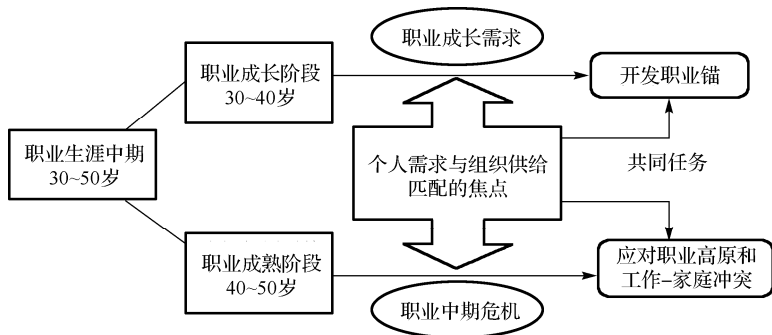 职业成长需求
职业成长阶段
30~40岁
开发职业锚
职业生涯中期
30~50岁
个人需求与组织供给
匹配的焦点
共同任务
职业成熟阶段
40~50岁
应对职业高原和
工作-家庭冲突
职业中期危机